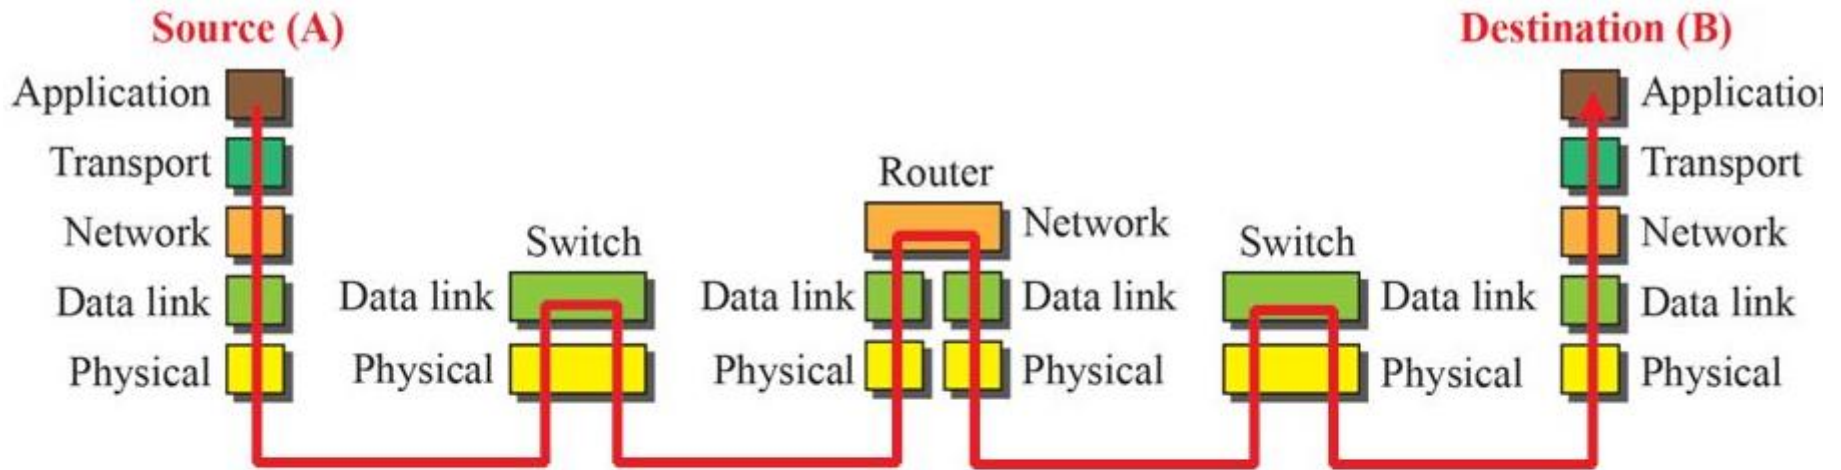 Source (A)
Application
Transport
Network
Data link
Physical
Switch
Data link
Physical
Router
Network
Data link
Data link
Physical
Physical
Switch
Data link
Physical
Destination (B)
Application
Transport
Network
Data link
Physical